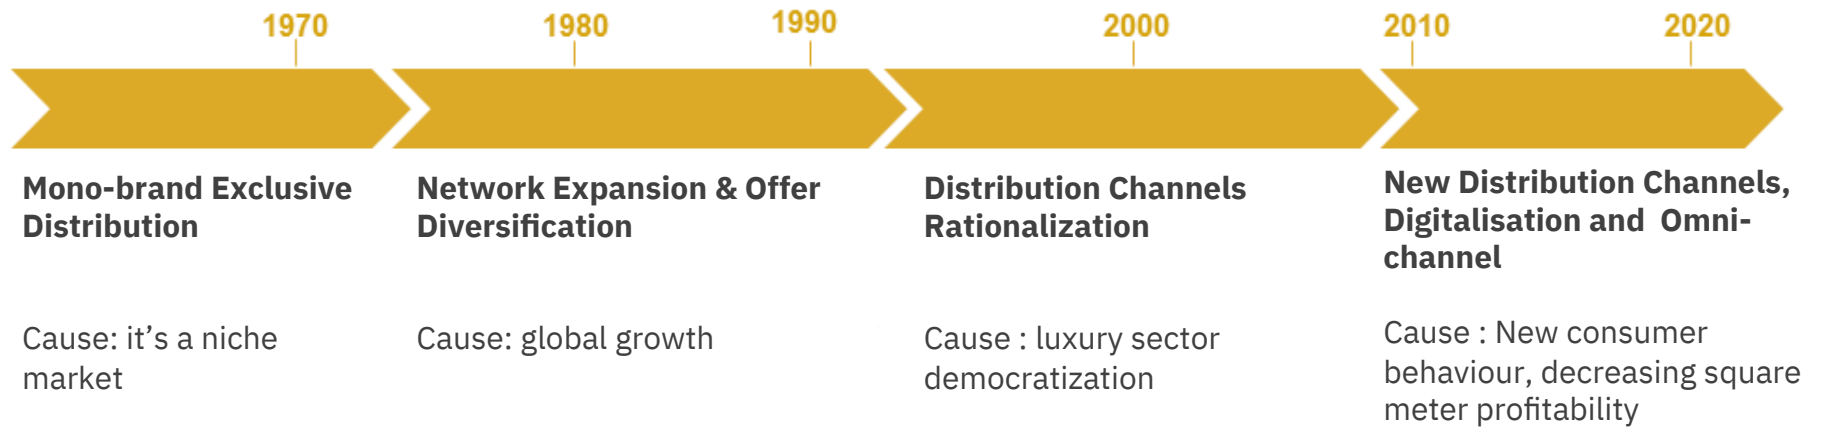 1970
1980
1990
2000
2010
2020
Mono-brand Exclusive
Distribution
Cause: it’s a niche
market
Network Expansion & Offer
Diversification
Cause: global growth
Distribution Channels
Rationalization
Cause : luxury sector
democratization
New Distribution Channels,
Digitalisation and  Omni-
channel
Cause : New consumer
behaviour, decreasing square
meter profitability